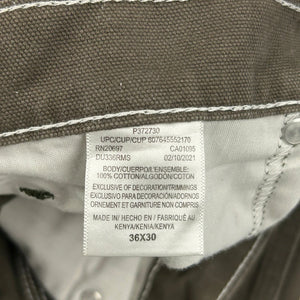 P372730
UPC/CUP/CUP 607645552170
RN20697 CA01095
DU336RMS 02/10/2021
BODY/CUERPO/L'ENSEMBLE:
100% COTTON/ALGODÓN/COTON
EXCLUSIVE OF DECORATION/TRIMMINGS
EXCLUSIVO PARA DECORACIÓN/ADORNOS
ORNEMENT ET GARNITURE NON COMPRIS
MADE IN/ HECHO EN / FABRIQUÉ AU
KENYA/KENIA/KENYA
36X30